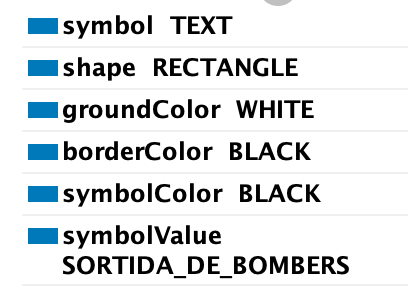 symbol TEXT
shape RECTANGLE
groundColor WHITE
borderColor BLACK
symbolColor BLACK
symbolValue
SORTIDA_DE_BOMBERS